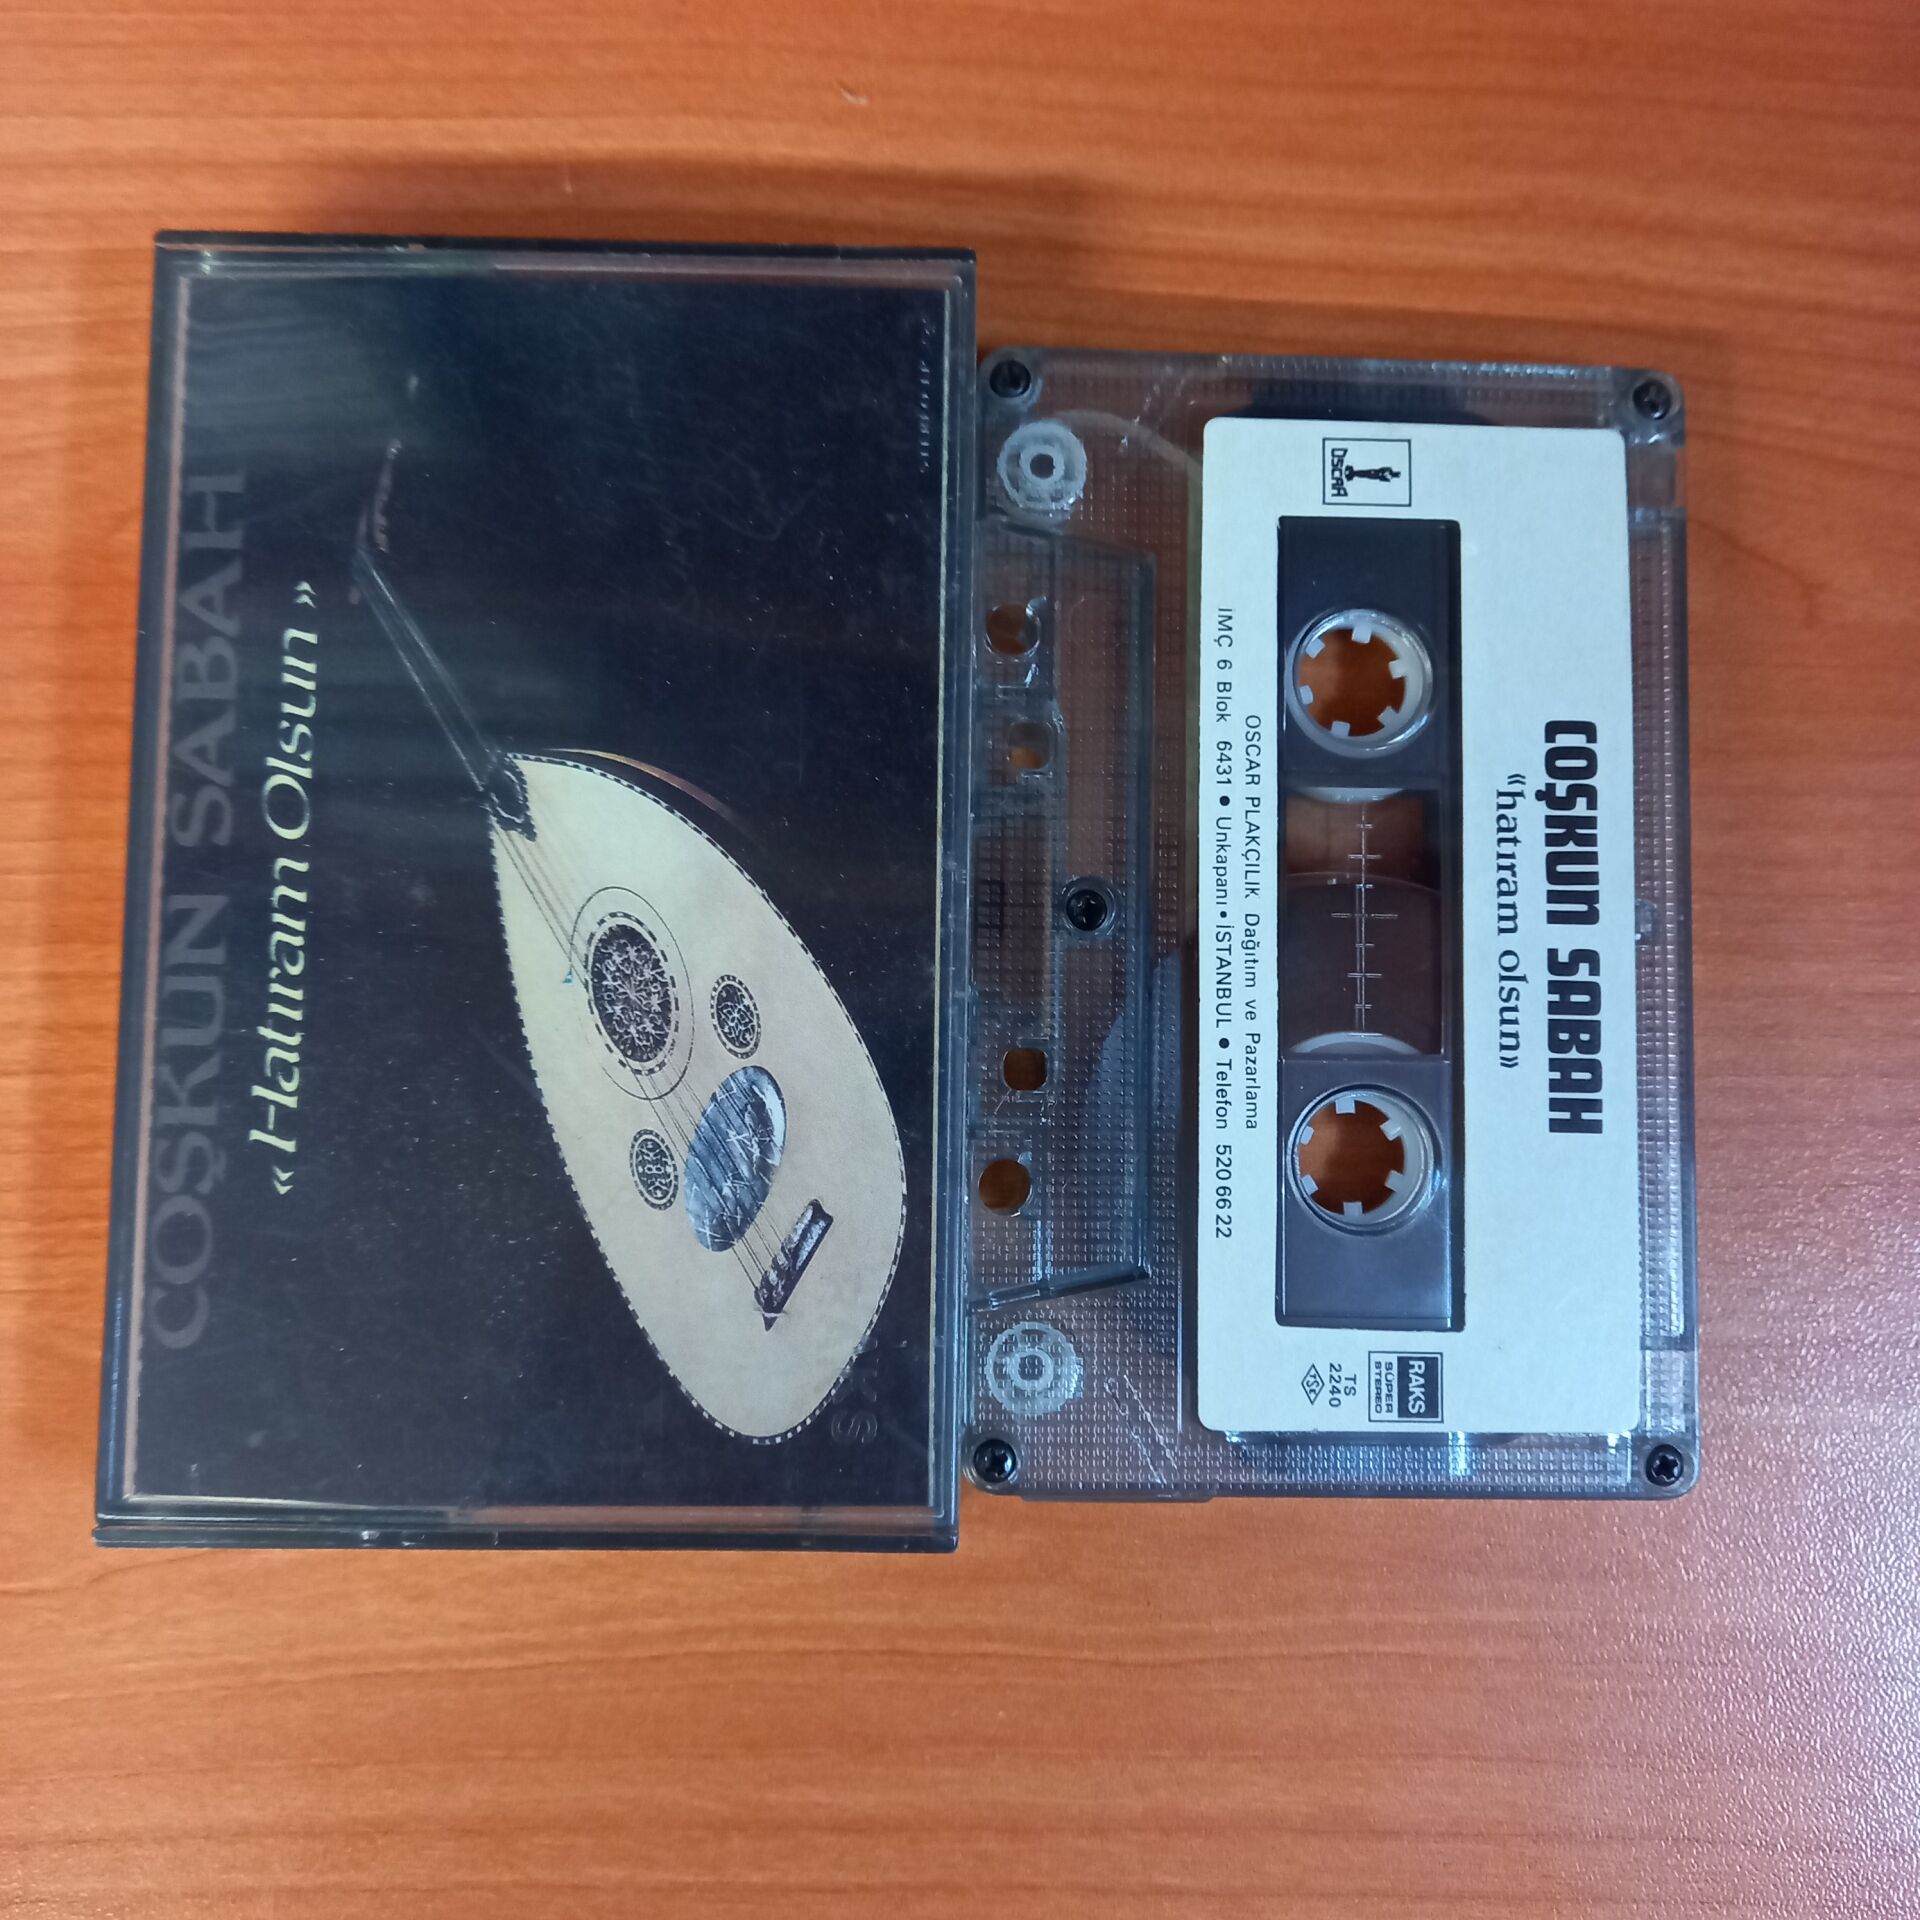 COŞKUN SABAH
«Hatıram Olsun»
OSCAR
COŞKUN SABAH
«hatıram olsun»
RAKS
SÜPER
STEREO
TS
2240
TSE
OSCAR PLAKÇILIK Dağıtım ve Pazarlama
İMÇ 6 Blok 6431 • Unkapanı • İSTANBUL • Telefon 520 66 22